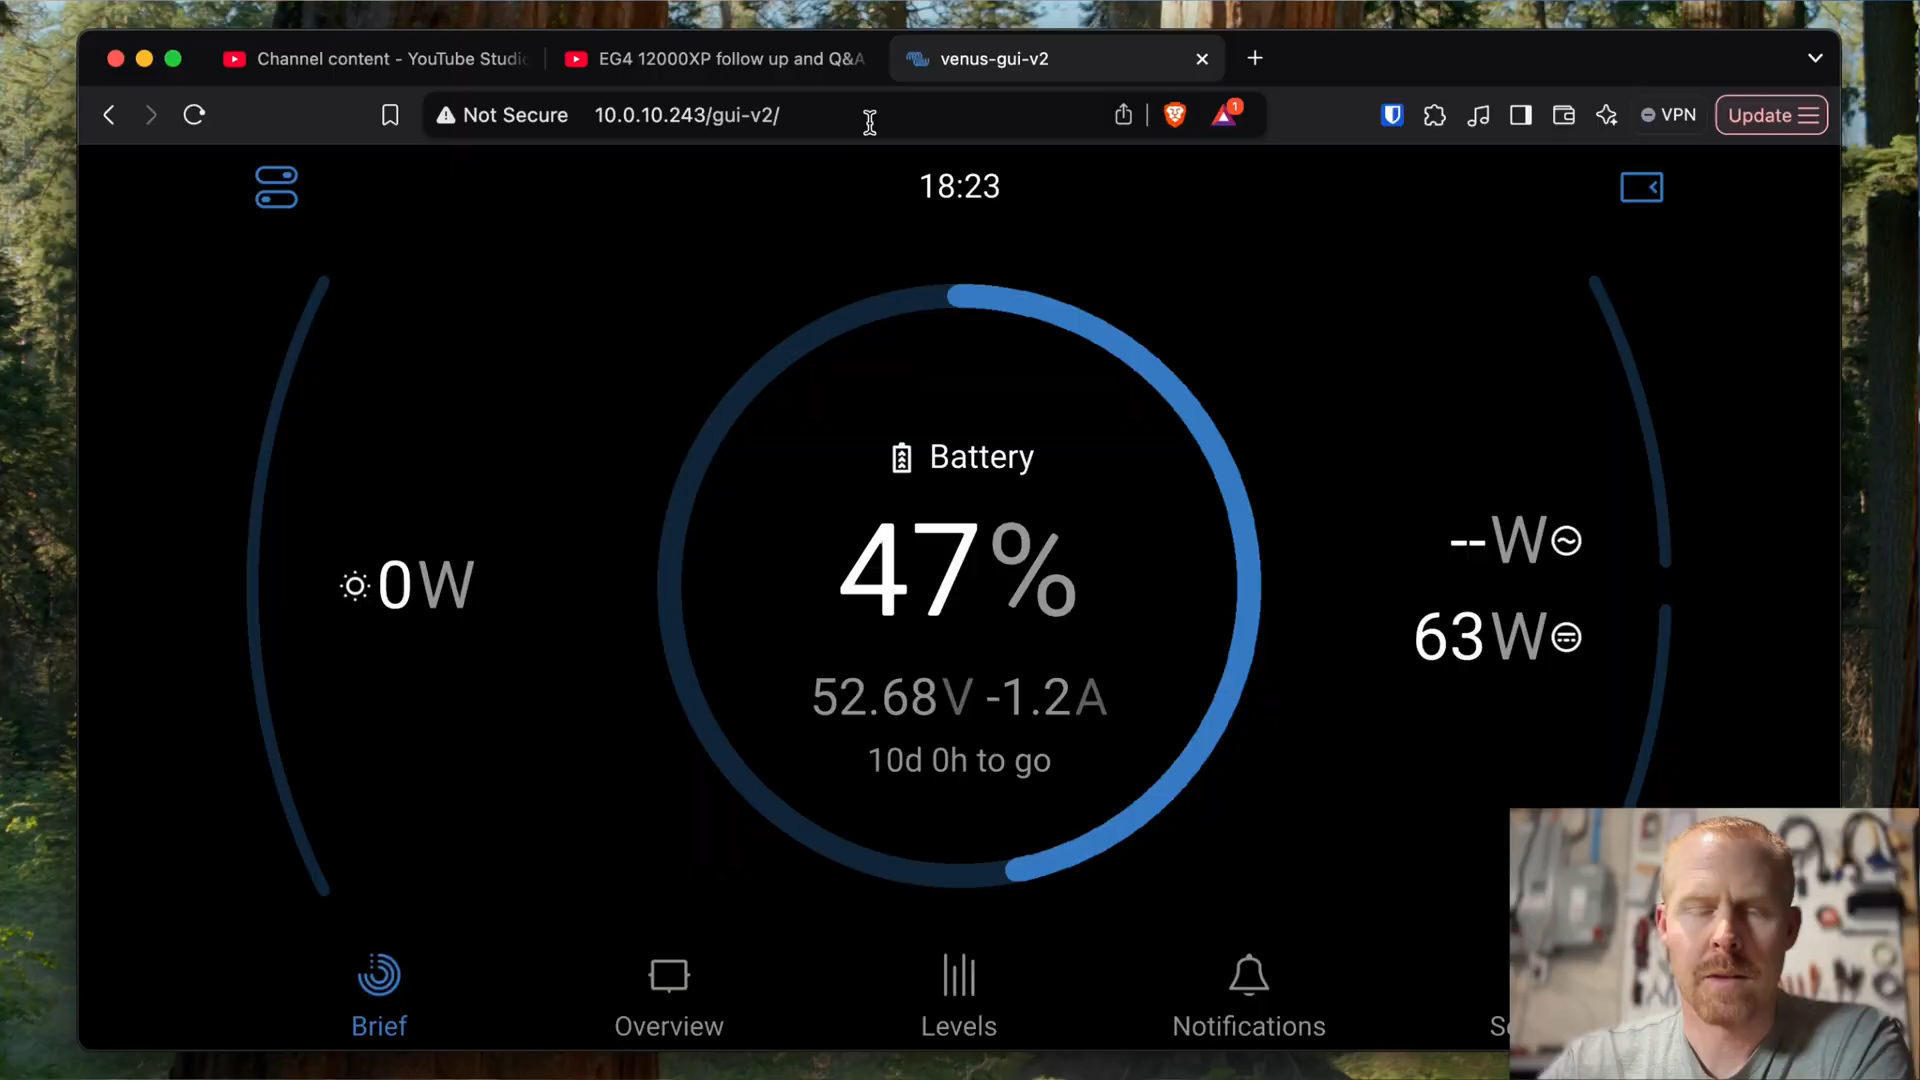 Channel content - YouTube Studi
EG4 12000XP follow up and Q&A
venus-gui-v2
Not Secure
10.0.10.243/gui-v2/
1
VPN
Update
18:23
Battery
47%
0W
--W
63W
52.68V -1.2A
10d 0h to go
Brief
Overview
Levels
Notifications
S